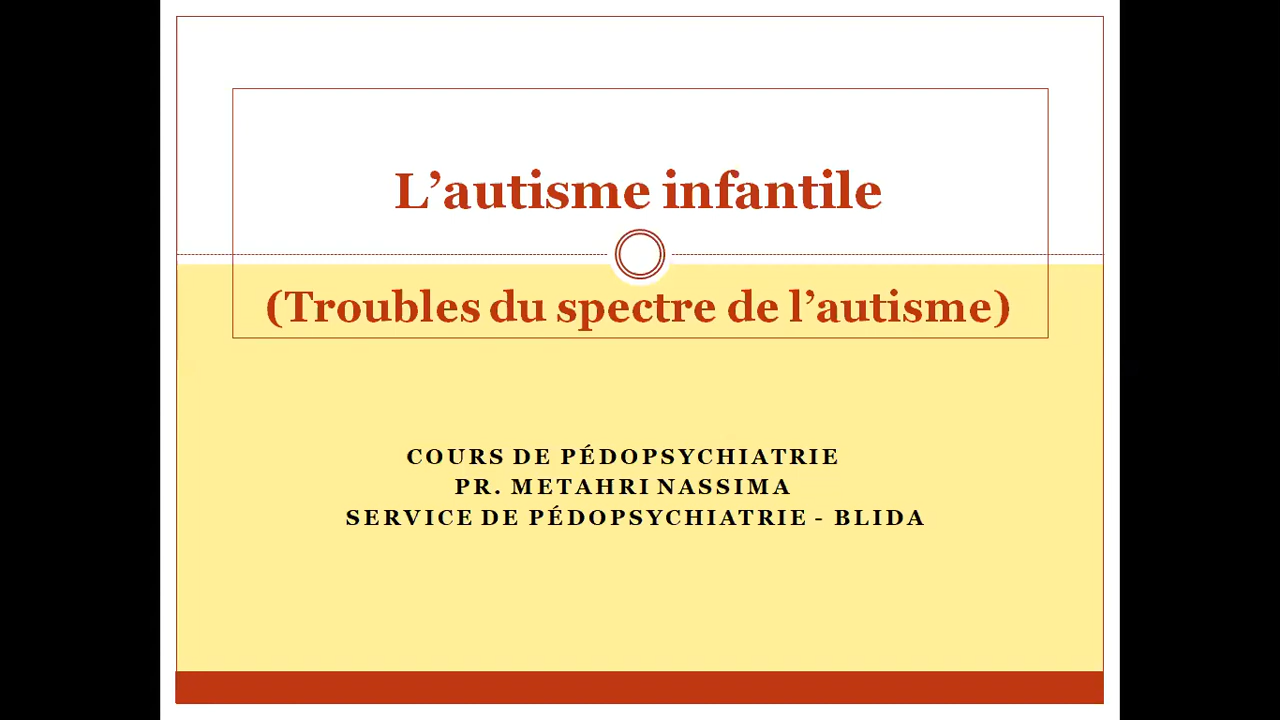 L’autisme infantile
(Troubles du spectre de l’autisme)
COURS DE PÉDOPSYCHIATRIE
PR. METAHRI NASSIMA
SERVICE DE PÉDOPSYCHIATRIE - BLIDA